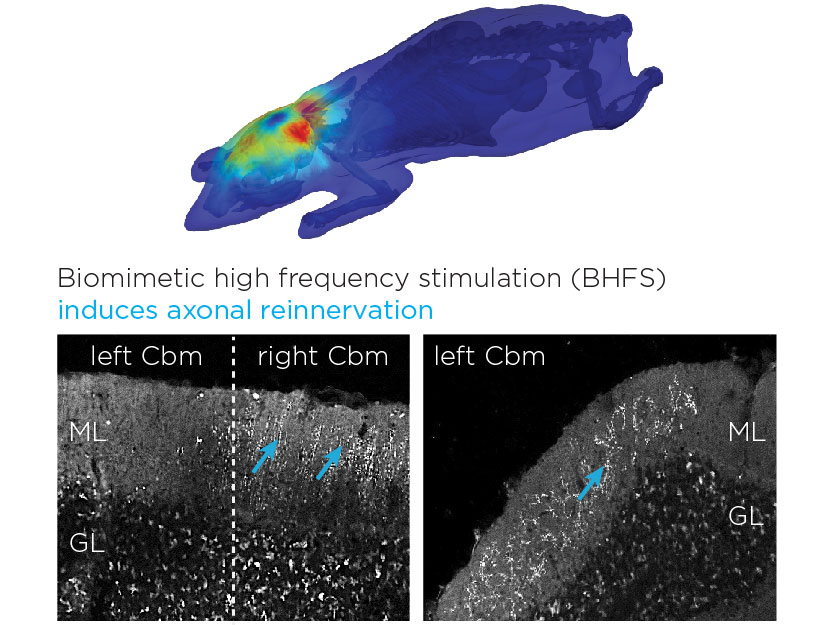 Biomimetic high frequency stimulation (BHFS)
induces axonal reinnervation
left Cbm
right Cbm
left Cbm
ML
ML
GL
GL